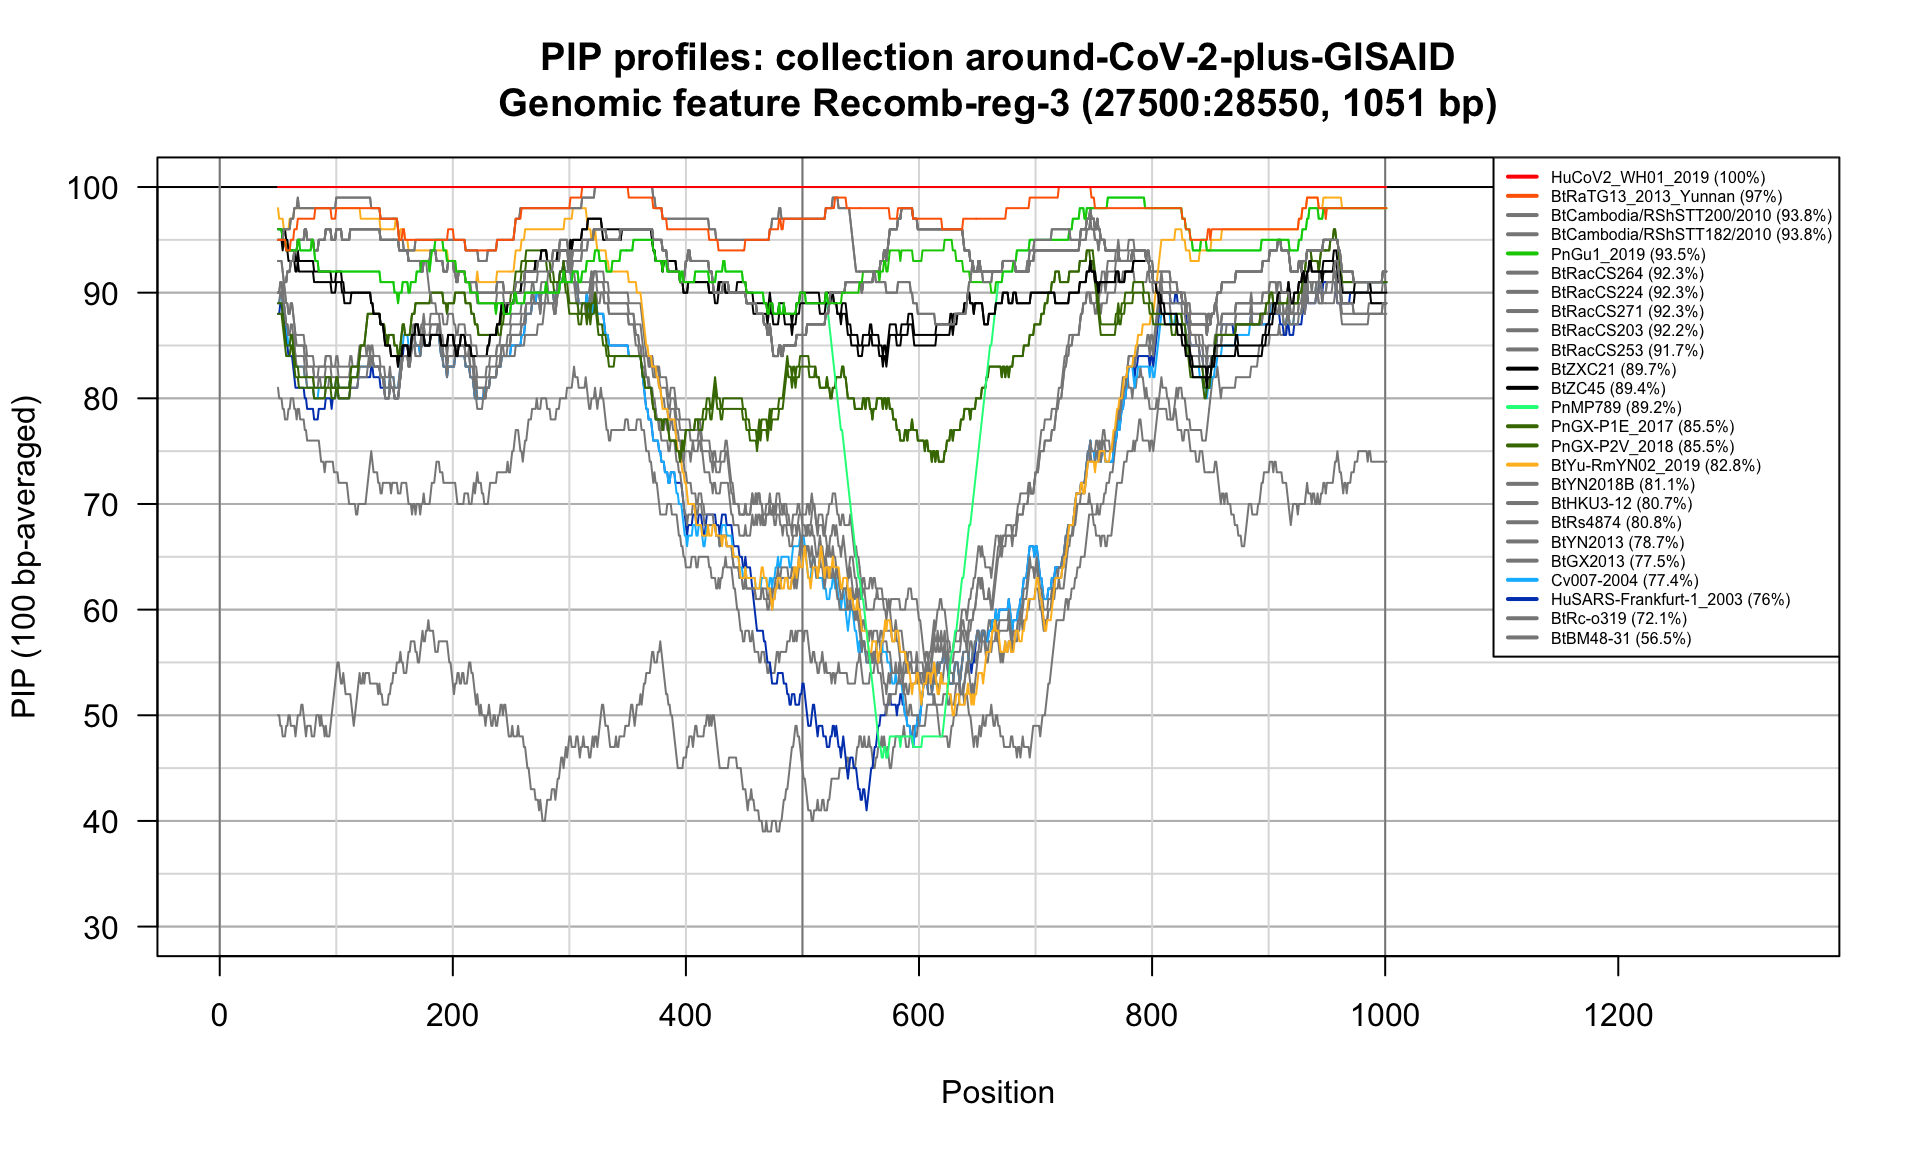 PIP profiles: collection around-CoV-2-plus-GISAID
Genomic feature Recomb-reg-3 (27500:28550, 1051 bp)
HuCoV2_WH01_2019 (100%)
BtRaTG13_2013_Yunnan (97%)
BtCambodia/RShSTT200/2010 (93.8%)
BtCambodia/RShSTT182/2010 (93.8%)
PnGu1_2019 (93.5%)
BtRacCS264 (92.3%)
BtRacCS224 (92.3%)
BtRacCS271 (92.3%)
BtRacCS203 (92.2%)
BtRacCS253 (91.7%)
BtZXC21 (89.7%)
BtZC45 (89.4%)
PnMP789 (89.2%)
PnGX-P1E_2017 (85.5%)
PnGX-P2V_2018 (85.5%)
BtYu-RmYN02_2019 (82.8%)
BtYN2018B (81.1%)
BtHKU3-12 (80.7%)
BtRs4874 (80.8%)
BtYN2013 (78.7%)
BtGX2013 (77.5%)
Cv007-2004 (77.4%)
HuSARS-Frankfurt-1_2003 (76%)
BtRc-o319 (72.1%)
BtBM48-31 (56.5%)
PIP (100 bp-averaged)
100
90
80
70
60
50
40
30
0 200 400 600 800 1000 1200
Position